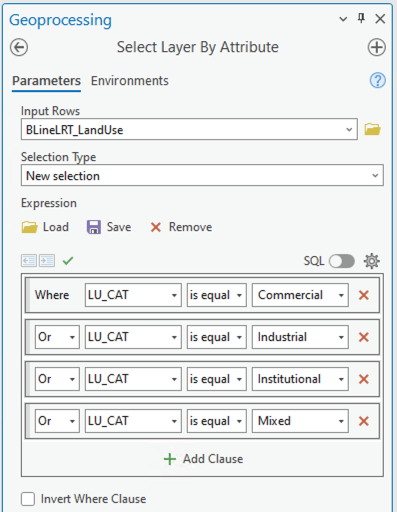 Geoprocessing
Select Layer By Attribute
Parameters Environments
Input Rows
BLineLRT_LandUse
Selection Type
New selection
Expression
Load Save Remove
SQL
Where LU_CAT is equal Commercial
Or LU_CAT is equal Industrial
Or LU_CAT is equal Institutional
Or LU_CAT is equal Mixed
Add Clause
Invert Where Clause